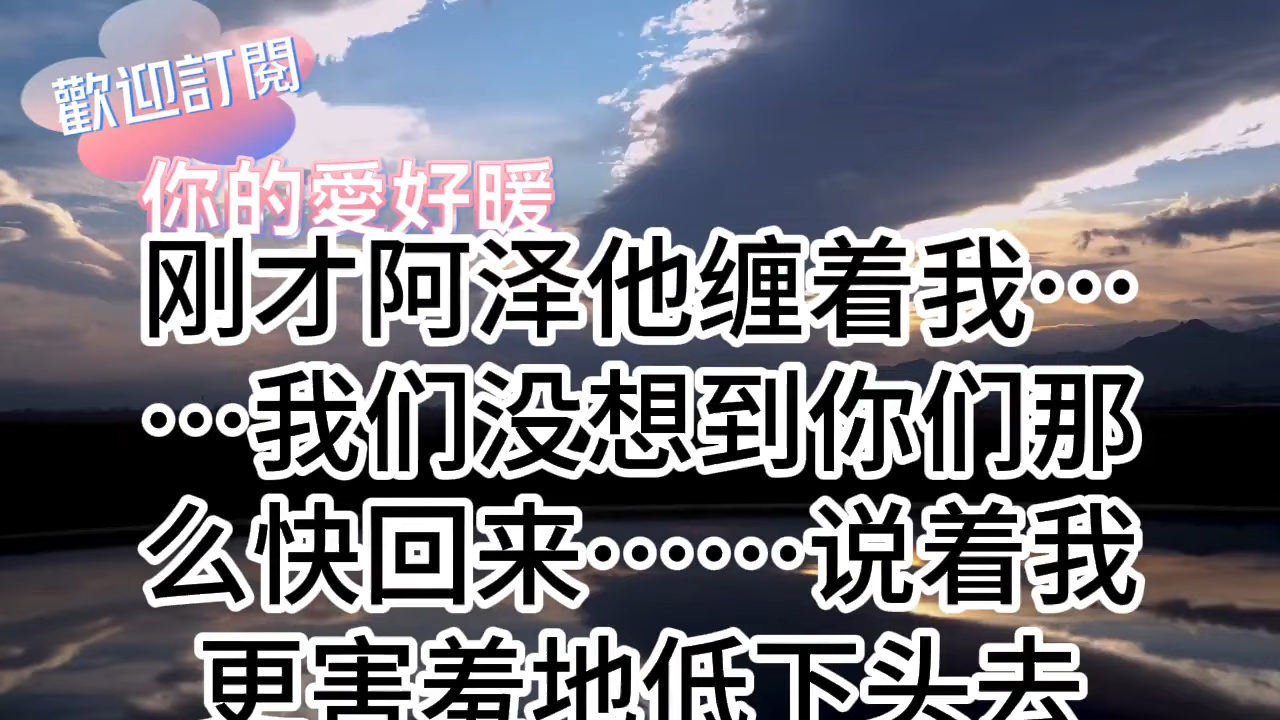 歡迎訂閱
你的愛好暖
刚才阿泽他缠着我…
…我们没想到你们那
么快回来……说着我
更害羞地低下头去